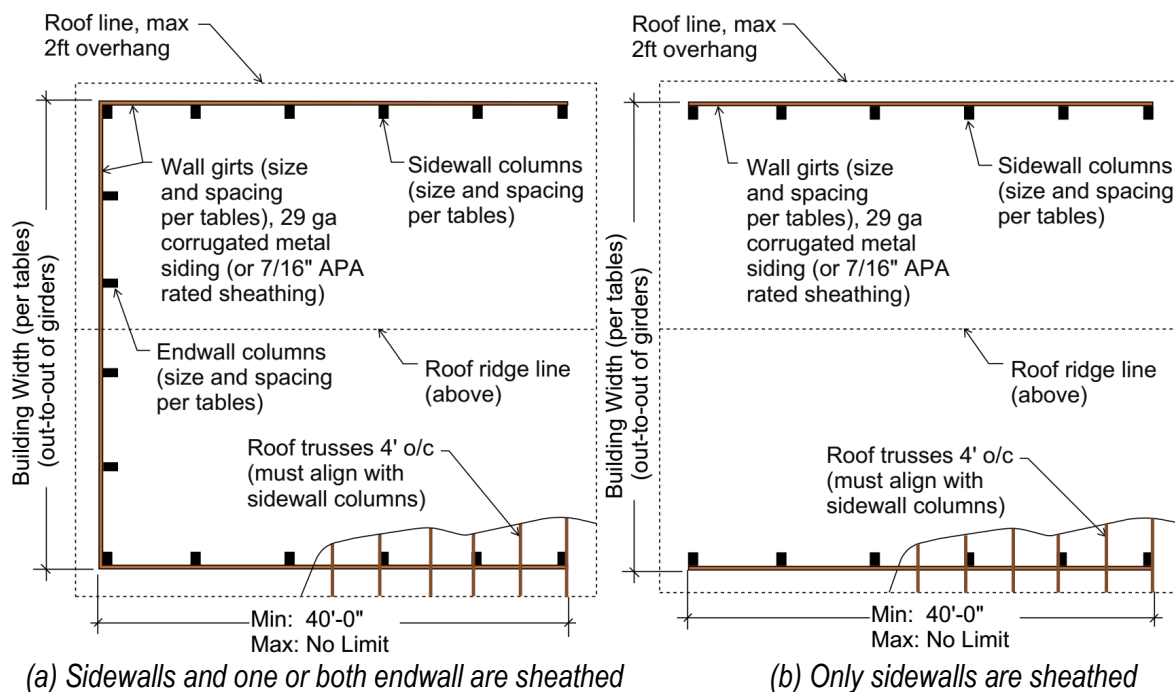 Roof line, max
2ft overhang
Wall girts (size
and spacing
per tables), 29 ga
corrugated metal
siding (or 7/16" APA
rated sheathing)
Sidewall columns
(size and spacing
per tables)
Building Width (per tables)
(out-to-out of girders)
Endwall columns
(size and spacing
per tables)
Roof ridge line
(above)
Roof trusses 4' o/c
(must align with
sidewall columns)
Min: 40'-0"
Max: No Limit
(a) Sidewalls and one or both endwall are sheathed
Roof line, max
2ft overhang
Wall girts (size
and spacing
per tables), 29 ga
corrugated metal
siding (or 7/16" APA
rated sheathing)
Sidewall columns
(size and spacing
per tables)
Building Width (per tables)
(out-to-out of girders)
Roof ridge line
(above)
Roof trusses 4' o/c
(must align with
sidewall columns)
Min: 40'-0"
Max: No Limit
(b) Only sidewalls are sheathed